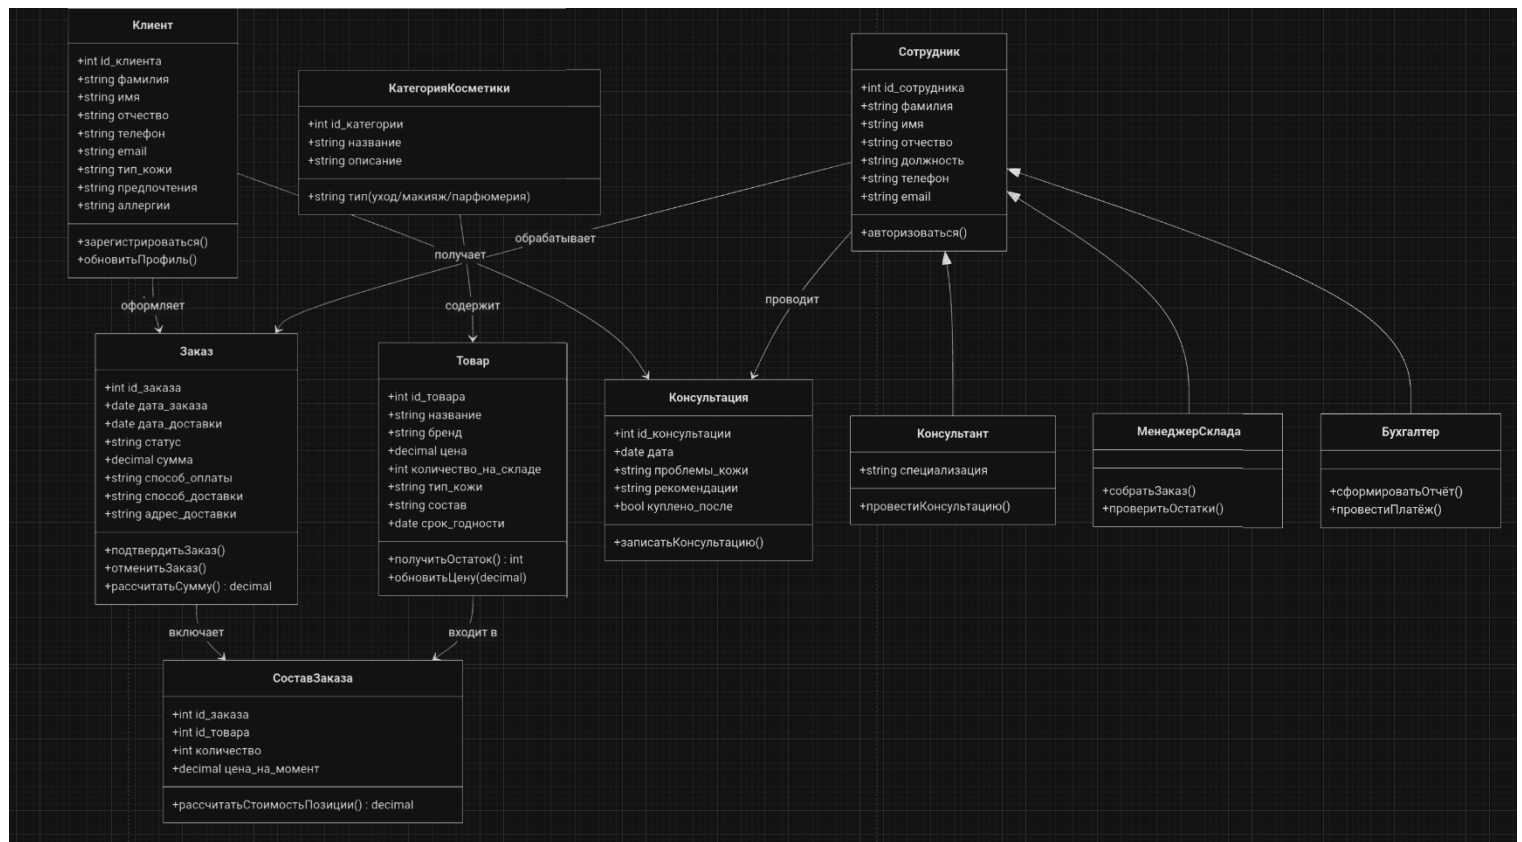 Клиент
+int id_клиента
+string фамилия
+string имя
+string отчество
+string телефон
+string email
+string тип_кожи
+string предпочтения
+string аллергии
+зарегистрироваться()
+обновитьПрофиль()
КатегорияКосметики
+int id_категории
+string название
+string описание
+string тип(уход/макияж/парфюмерия)
Сотрудник
+int id_сотрудника
+string фамилия
+string имя
+string отчество
+string должность
+string телефон
+string email
+авторизоваться()
обрабатывает
получает
оформляет
содержит
проводит
Заказ
+int id_заказа
+date дата_заказа
+date дата_доставки
+string статус
+decimal сумма
+string способ_оплаты
+string способ_доставки
+string адрес_доставки
+подтвердитьЗаказ()
+отменитьЗаказ()
+рассчитатьСумму() : decimal
Товар
+int id_товара
+string название
+string бренд
+decimal цена
+int количество_на_складе
+string тип_кожи
+string состав
+date срок_годности
+получитьОстаток() : int
+обновитьЦену(decimal)
Консультация
+int id_консультации
+date дата
+string проблемы_кожи
+string рекомендации
+bool куплено_после
+записатьКонсультацию()
Консультант
+string специализация
+провестиКонсультацию()
МенеджерСклада
+собратьЗаказ()
+проверитьОстатки()
Бухгалтер
+сформироватьОтчёт()
+провестиПлатёж()
включает
входит в
СоставЗаказа
+int id_заказа
+int id_товара
+int количество
+decimal цена_на_момент
+рассчитатьСтоимостьПозиции() : decimal